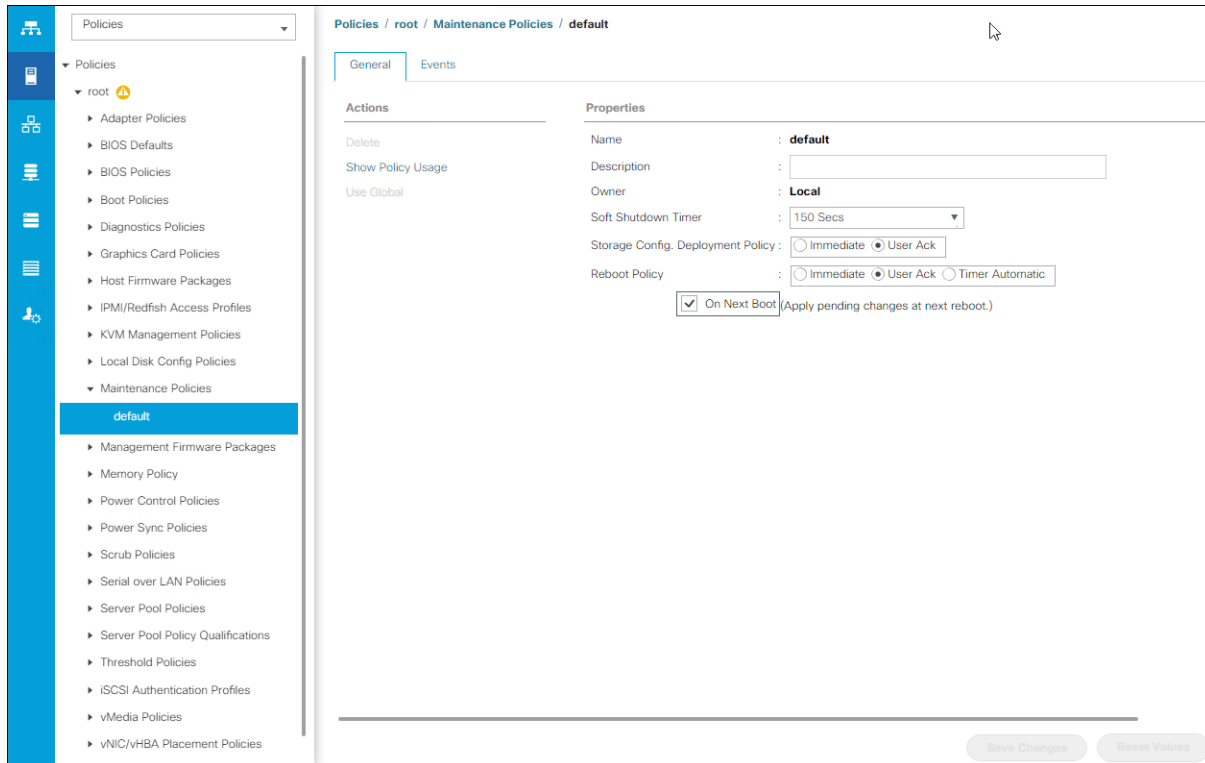 Policies
Policies
root
Adapter Policies
BIOS Defaults
BIOS Policies
Boot Policies
Diagnostics Policies
Graphics Card Policies
Host Firmware Packages
IPMI/Redfish Access Profiles
KVM Management Policies
Local Disk Config Policies
Maintenance Policies
default
Management Firmware Packages
Memory Policy
Power Control Policies
Power Sync Policies
Scrub Policies
Serial over LAN Policies
Server Pool Policies
Server Pool Policy Qualifications
Threshold Policies
iSCSI Authentication Profiles
vMedia Policies
vNIC/vHBA Placement Policies
Policies / root / Maintenance Policies / default
General Events
Actions
Delete
Show Policy Usage
Use Global
Properties
Name : default
Description :
Owner : Local
Soft Shutdown Timer : 150 Secs
Storage Config. Deployment Policy : Immediate User Ack
Reboot Policy : Immediate User Ack Timer Automatic
On Next Boot (Apply pending changes at next reboot.)
Save Changes Reset Values